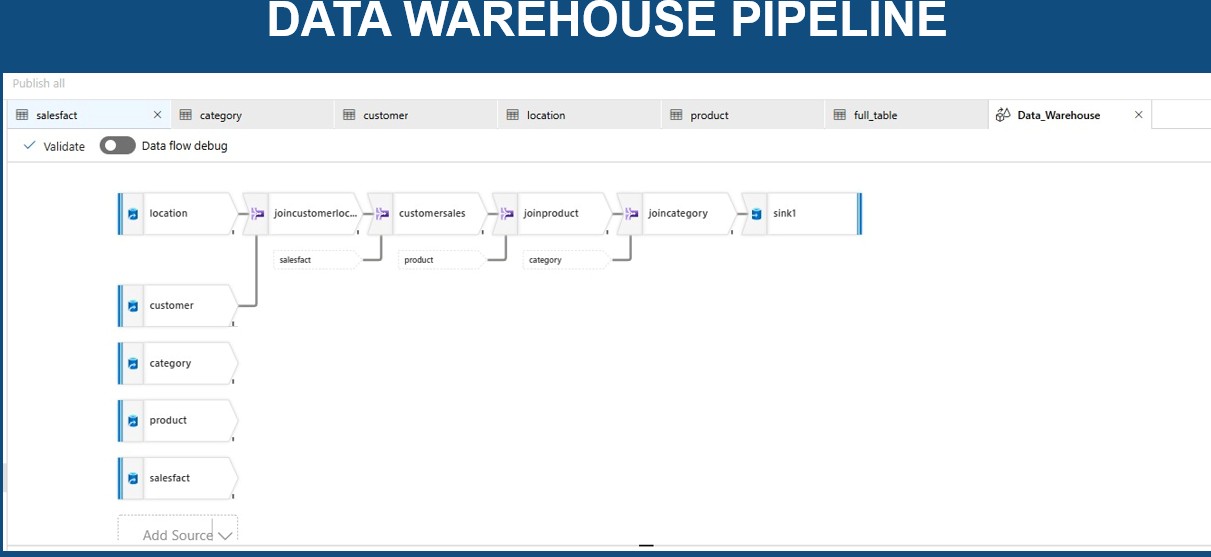 DATA WAREHOUSE PIPELINE
Publish all
salesfact category customer location product full_table Data_Warehouse
Validate Data flow debug
location joincustomerloc... customersales joinproduct joincategory sink1
salesfact product category
customer
category
product
salesfact
Add Source